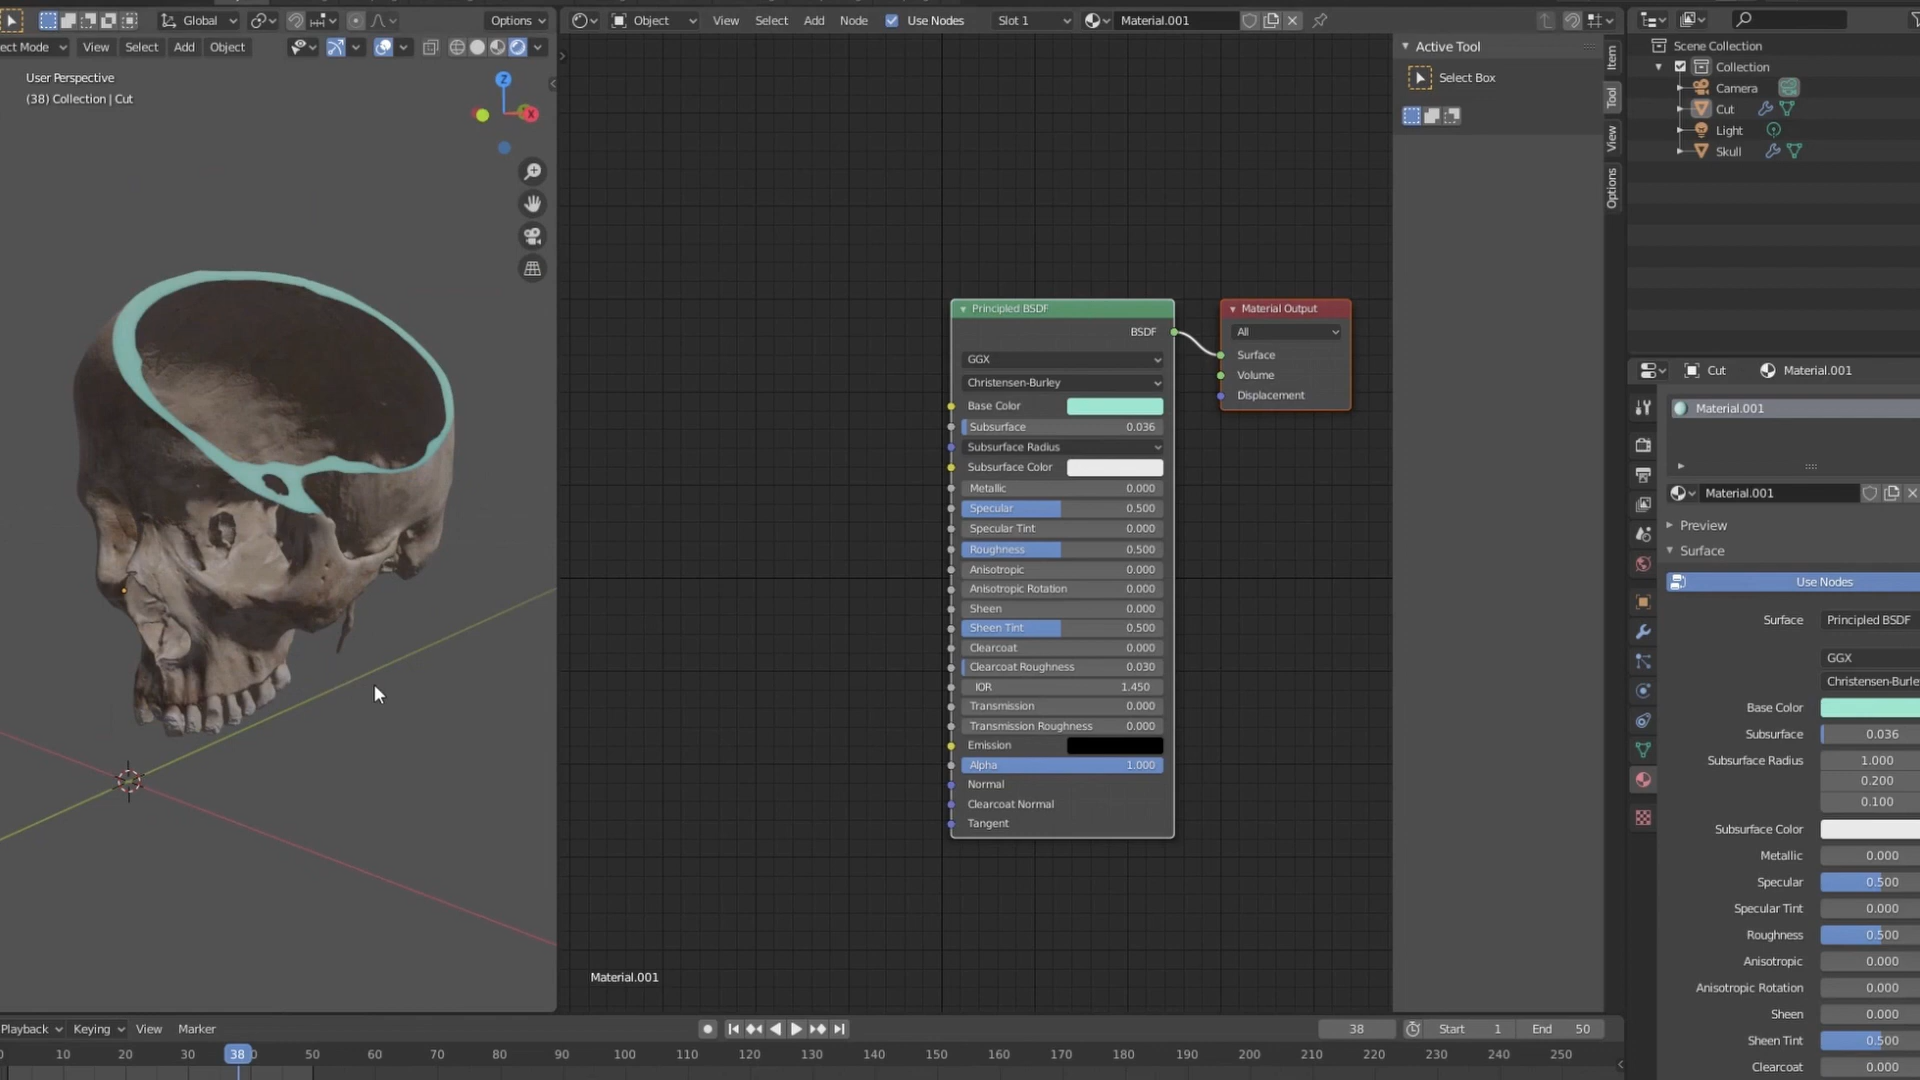 Global
Options
Object
View
Select
Add
Node
Use Nodes
Slot 1
Material.001
ect Mode
View
Select
Add
Object
User Perspective
(38) Collection | Cut
Z
X
Active Tool
Select Box
Item
Tool
View
Options
Scene Collection
Collection
Camera
Cut
Light
Skull
Principled BSDF
BSDF
GGX
Christensen-Burley
Base Color
Subsurface 0.036
Subsurface Radius
Subsurface Color
Metallic 0.000
Specular 0.500
Specular Tint 0.000
Roughness 0.500
Anisotropic 0.000
Anisotropic Rotation 0.000
Sheen 0.000
Sheen Tint 0.500
Clearcoat 0.000
Clearcoat Roughness 0.030
IOR 1.450
Transmission 0.000
Transmission Roughness 0.000
Emission
Alpha 1.000
Normal
Clearcoat Normal
Tangent
Material Output
All
Surface
Volume
Displacement
Material.001
Cut
Material.001
Material.001
Material.001
Preview
Surface
Use Nodes
Surface Principled BSDF
GGX
Christensen-Burle
Base Color
Subsurface 0.036
Subsurface Radius 1.000
0.200
0.100
Subsurface Color
Metallic 0.000
Specular 0.500
Specular Tint 0.000
Roughness 0.500
Anisotropic 0.000
Anisotropic Rotation 0.000
Sheen 0.000
Sheen Tint 0.500
Clearcoat 0.000
Playback
Keying
View
Marker
38
Start 1
End 50
10 20 30 38 50 60 70 80 90 100 110 120 130 140 150 160 170 180 190 200 210 220 230 240 250